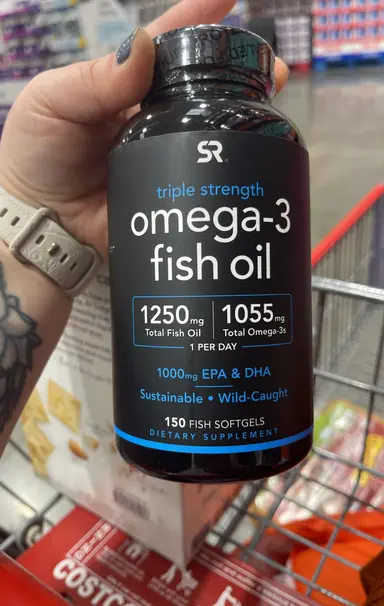 SR
triple strength
omega-3
fish oil
1250mg
Total Fish Oil
1055mg
Total Omega-3s
1 PER DAY
1000mg EPA & DHA
Sustainable • Wild-Caught
150 FISH SOFTGELS
DIETARY SUPPLEMENT
COSTCO